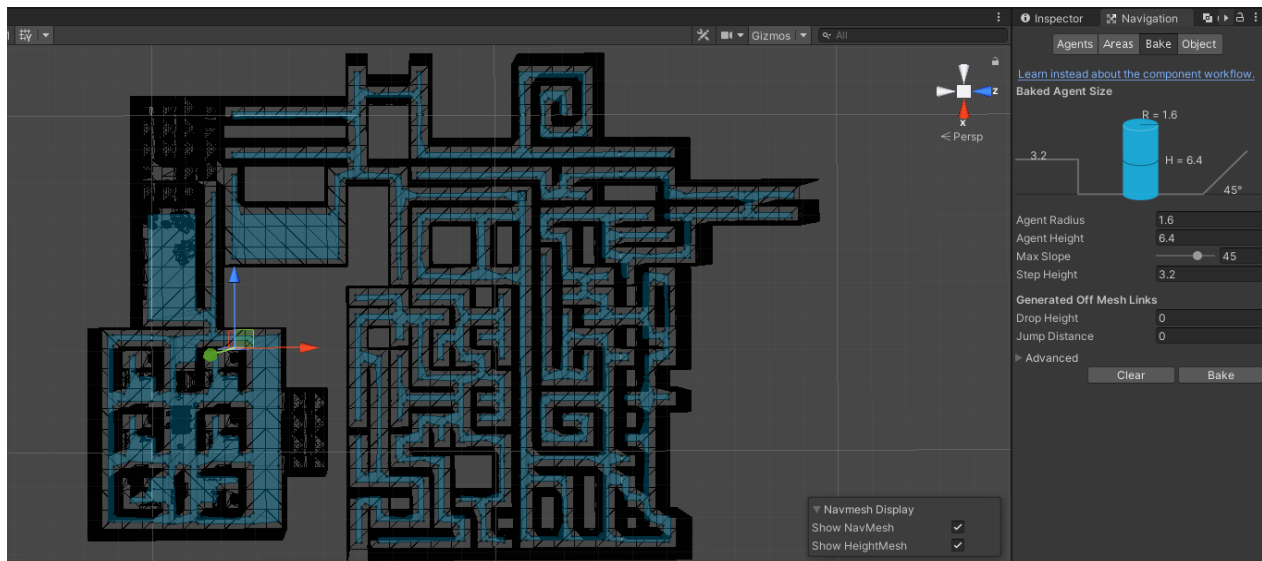 Inspector
Navigation
Gizmos
All
Agents Areas Bake Object
Learn instead about the component workflow.
Baked Agent Size
R = 1.6
3.2
H = 6.4
45°
z
x
Persp
Agent Radius 1.6
Agent Height 6.4
Max Slope 45
Step Height 3.2
Generated Off Mesh Links
Drop Height 0
Jump Distance 0
Advanced
Clear Bake
Navmesh Display
Show NavMesh
Show HeightMesh